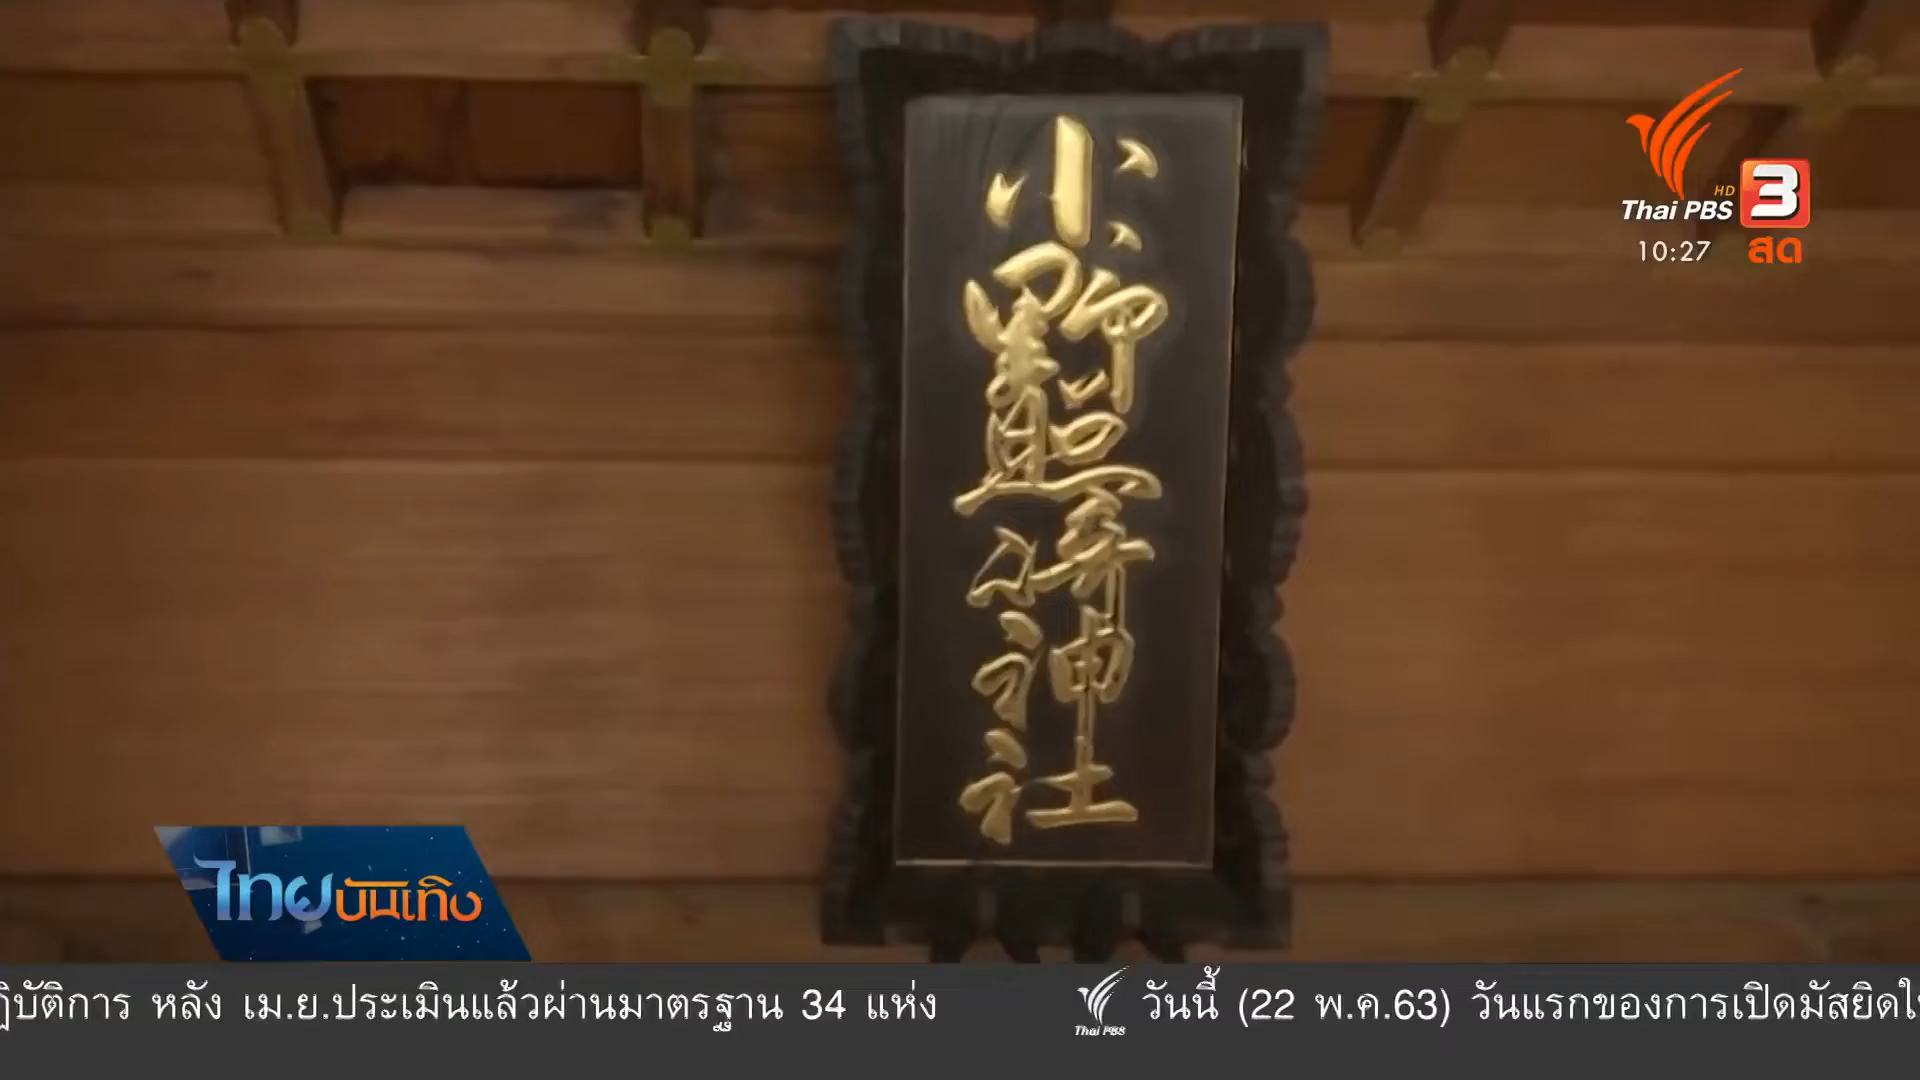 小野照崎神社
Thai PBS HD 3
10:27 สด
ไทยบันเทิง
ฏิบัติการ หลัง เม.ย.ประเมินแล้วผ่านมาตรฐาน 34 แห่ง
Thai PBS วันนี้ (22 พ.ค.63) วันแรกของการเปิดมัสยิดใ